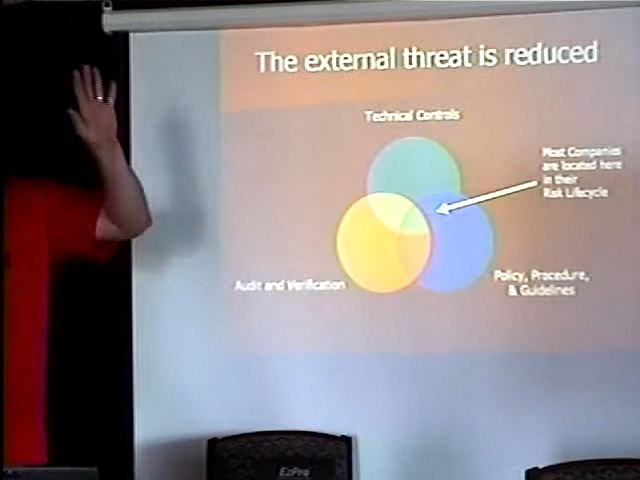 The external threat is reduced
Technical Controls
Most Companies
are located here
in their
Risk Lifecycle
Audit and Verification
Policy, Procedure,
& Guidelines
EzPro